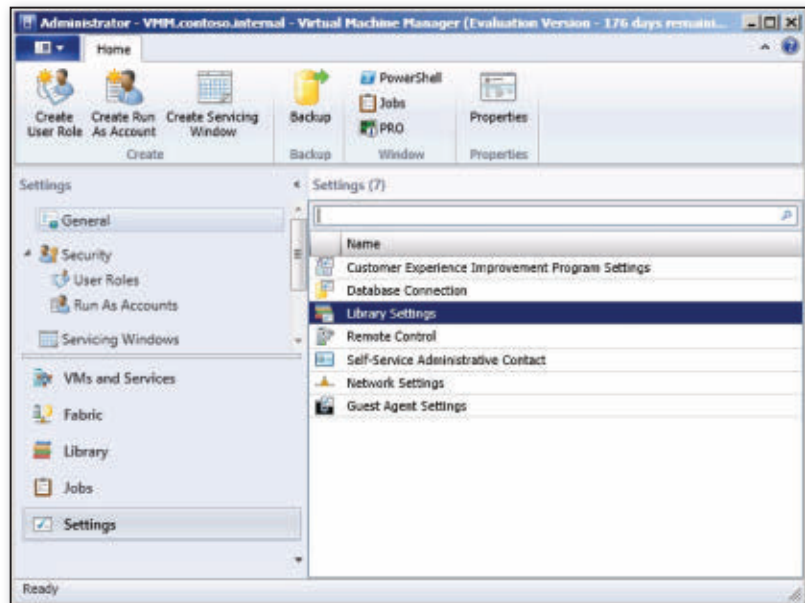 Administrator - VMM.contoso.internal - Virtual Machine Manager (Evaluation Version - 176 days remaini...
Home
Create User Role
Create Run As Account
Create Servicing Window
Backup
PowerShell
Jobs
PRO
Properties
Create
Backup
Window
Properties
Settings
General
Security
User Roles
Run As Accounts
Servicing Windows
VMs and Services
Fabric
Library
Jobs
Settings
Settings (7)
Name
Customer Experience Improvement Program Settings
Database Connection
Library Settings
Remote Control
Self-Service Administrative Contact
Network Settings
Guest Agent Settings
Ready